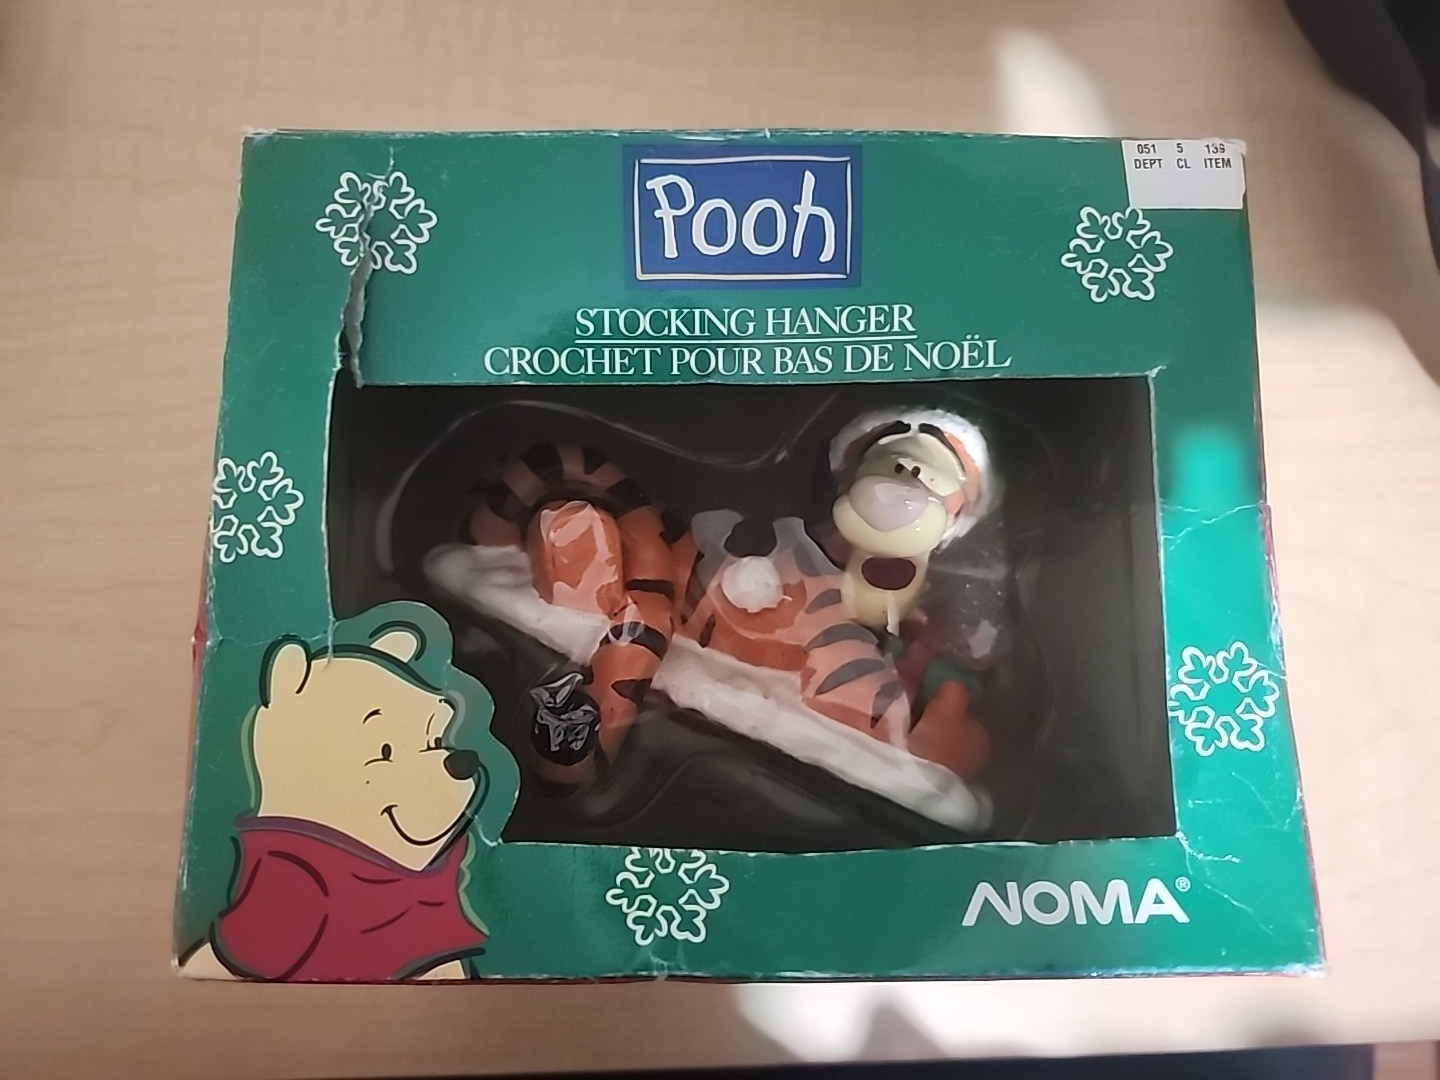 051 5 139
DEPT CL ITEM
Pooh
STOCKING HANGER
CROCHET POUR BAS DE NOËL
NOMA®